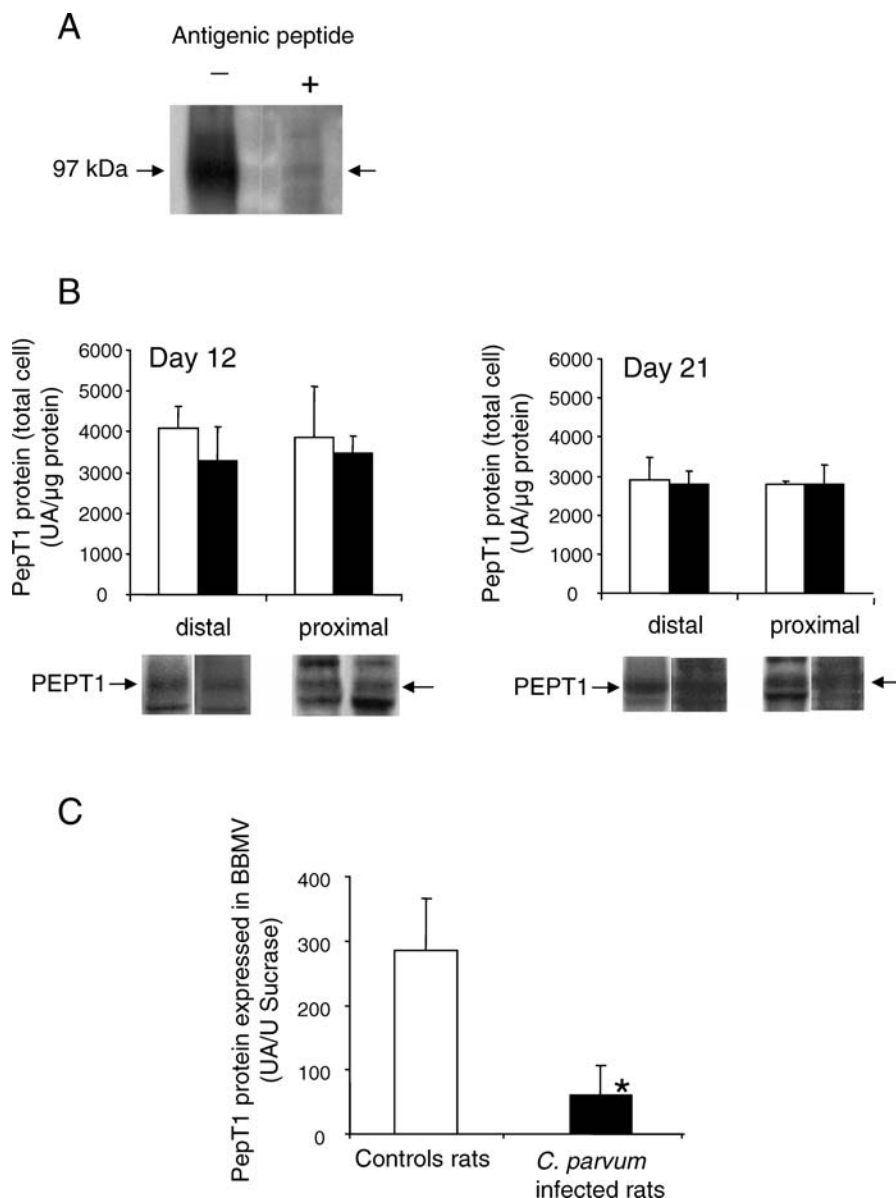 A
Antigenic peptide
– +
97 kDa
B
PepT1 protein (total cell)
(UA/µg protein)
6000
5000
4000
3000
2000
1000
0
Day 12
distal proximal
PEPT1
PepT1 protein (total cell)
(UA/µg protein)
6000
5000
4000
3000
2000
1000
0
Day 21
distal proximal
PEPT1
C
PepT1 protein expressed in BBMV
(UA/U Sucrase)
400
300
200
100
0
*
Controls rats
C. parvum
infected rats